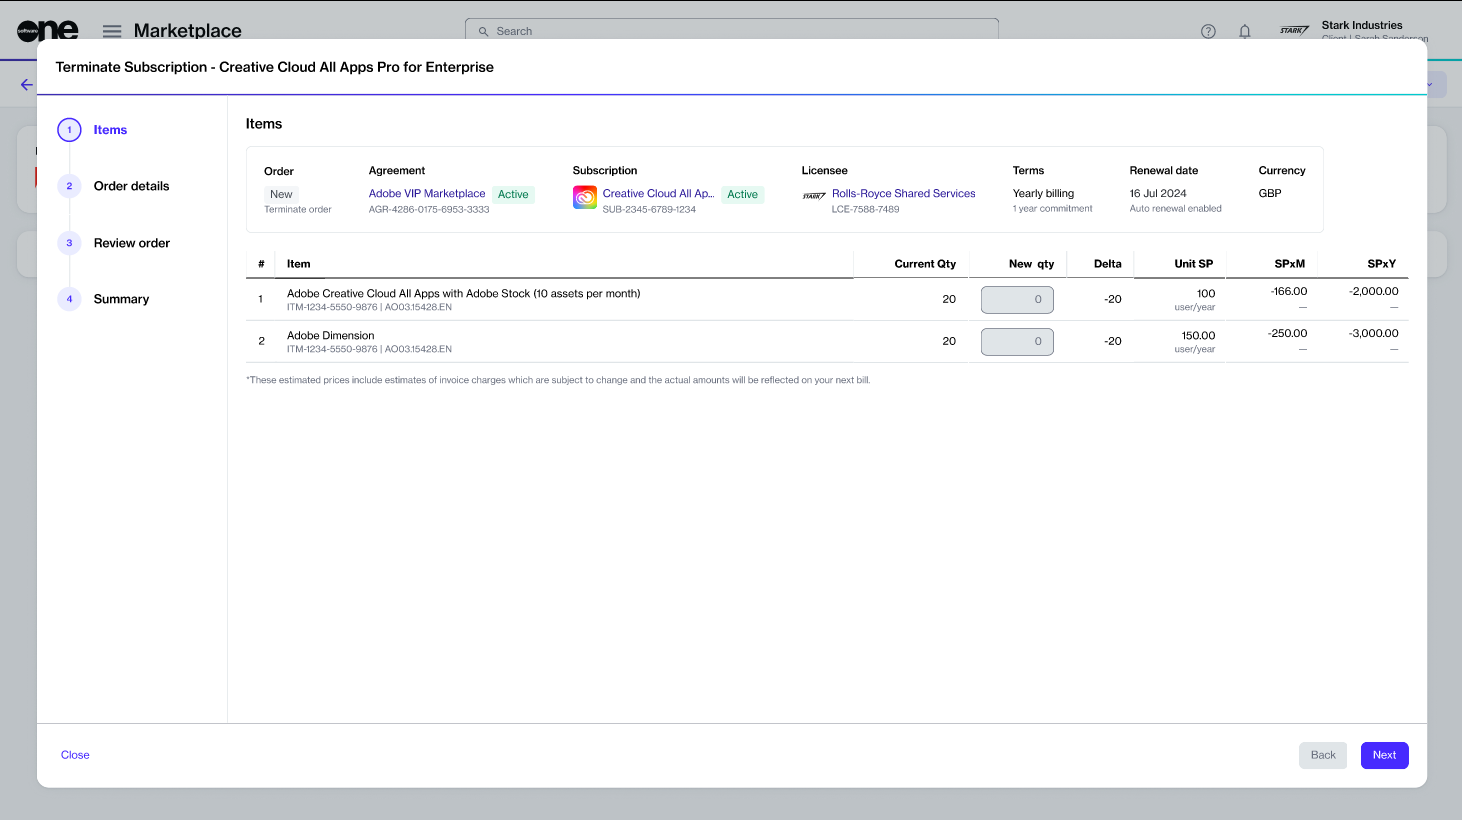 software one
Marketplace
Search
Stark Industries
Client | Sarah Sanderson
STARK
Terminate Subscription - Creative Cloud All Apps Pro for Enterprise
1 Items
2 Order details
3 Review order
4 Summary
Items
Order Agreement Subscription Licensee Terms Renewal date Currency
New Adobe VIP Marketplace Active Creative Cloud All Ap... Active STARK Rolls-Royce Shared Services Yearly billing 16 Jul 2024 GBP
Terminate order AGR-4286-0175-6953-3333 SUB-2345-6789-1234 LCE-7588-7489 1 year commitment Auto renewal enabled
# Item Current Qty New qty Delta Unit SP SPxM SPxY
1 Adobe Creative Cloud All Apps with Adobe Stock (10 assets per month) 20 0 -20 100 -166.00 -2,000.00
ITM-1234-5550-9876 | AO03.15428.EN user/year — —
2 Adobe Dimension 20 0 -20 150.00 -250.00 -3,000.00
ITM-1234-5550-9876 | AO03.15428.EN user/year — —
*These estimated prices include estimates of invoice charges which are subject to change and the actual amounts will be reflected on your next bill.
Close Back Next